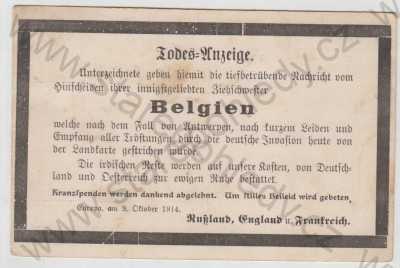 Todes-Anzeige.
Unterzeichnete geben hiemit die tiefbetrübende Nachricht vom
Hinscheiden ihrer innigstgeliebten Ziehschwester
Belgien
welche nach dem Fall von Antwerpen, nach kurzem Leiden und
Empfang aller Tröstungen durch die deutsche Invasion heute von
der Landkarte gestrichen wurde.
Die irdischen Reste werden auf unsere Kosten, von Deutsch-
land und Oesterreich zur ewigen Ruhe bestattet.
Kranzspenden werden dankend abgelehnt. Um stilles Beileid wird gebeten,
Europa, am 9. Oktober 1914.
Rußland, England u. Frankreich.